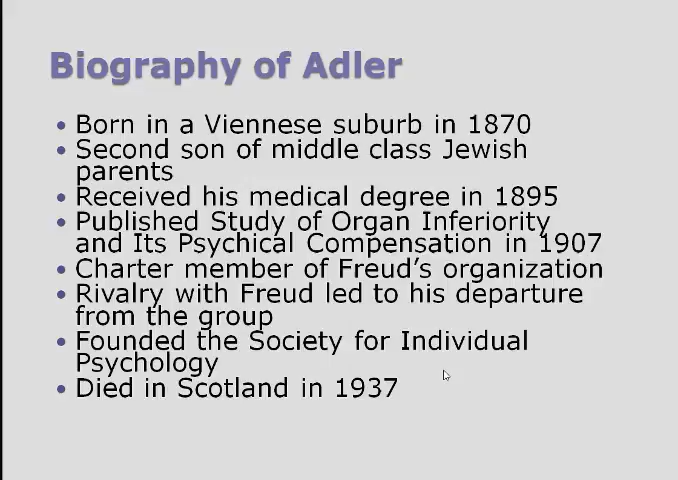 Biography of Adler
• Born in a Viennese suburb in 1870
• Second son of middle class Jewish
parents
• Received his medical degree in 1895
• Published Study of Organ Inferiority
and Its Psychical Compensation in 1907
• Charter member of Freud's organization
• Rivalry with Freud led to his departure
from the group
• Founded the Society for Individual
Psychology
• Died in Scotland in 1937